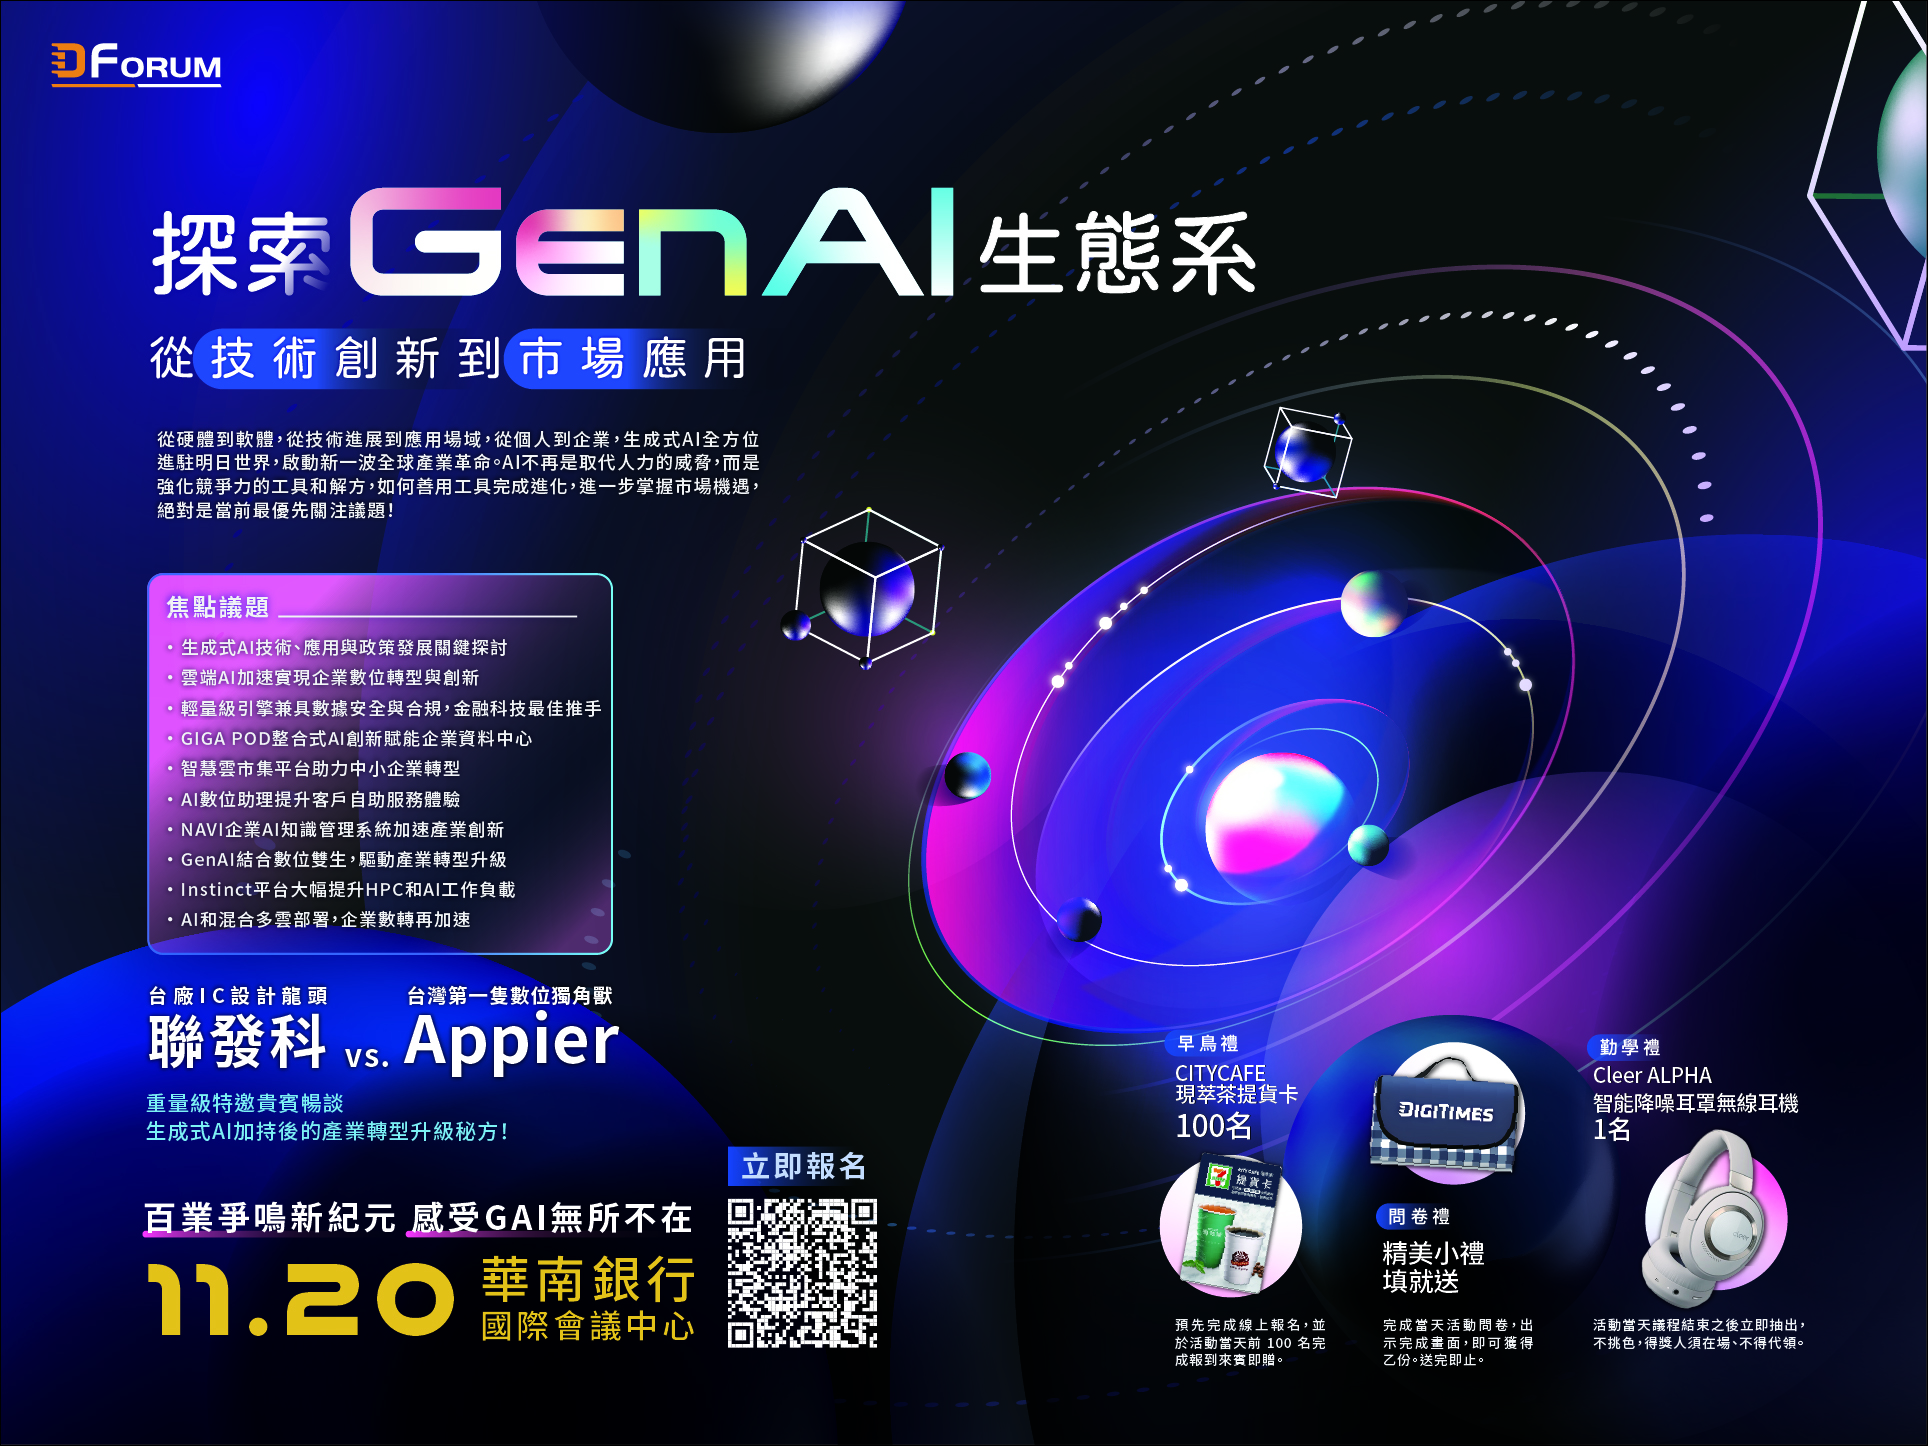 DFORUM
探索GenAI生態系
從技術創新到市場應用
從硬體到軟體，從技術進展到應用場域，從個人到企業，生成式AI全方位
進駐明日世界，啟動新一波全球產業革命。AI不再是取代人力的威脅，而是
強化競爭力的工具和解方，如何善用工具完成進化，進一步掌握市場機遇，
絕對是當前最優先關注議題！
焦點議題
・生成式AI技術、應用與政策發展關鍵探討
・雲端AI加速實現企業數位轉型與創新
・輕量級引擎兼具數據安全與合規，金融科技最佳推手
・GIGA POD整合式AI創新賦能企業資料中心
・智慧雲市集平台助力中小企業轉型
・AI數位助理提升客戶自助服務體驗
・NAVI企業AI知識管理系統加速產業創新
・GenAI結合數位雙生，驅動產業轉型升級
・Instinct平台大幅提升HPC和AI工作負載
・AI和混合多雲部署，企業數轉再加速
台廠IC設計龍頭 台灣第一隻數位獨角獸
聯發科 vs. Appier
重量級特邀貴賓暢談
生成式AI加持後的產業轉型升級秘方！
百業爭鳴新紀元 感受GAI無所不在
11.20 華南銀行
國際會議中心
立即報名
早鳥禮
CITYCAFE
現萃茶提貨卡
100名
提貨卡
預先完成線上報名，並
於活動當天前 100 名完
成報到來賓即贈。
DIGITIMES
問卷禮
精美小禮
填就送
完成當天活動問卷，出
示完成畫面，即可獲得
乙份。送完即止。
勤學禮
Cleer ALPHA
智能降噪耳罩無線耳機
1名
活動當天議程結束之後立即抽出，
不挑色，得獎人須在場、不得代領。